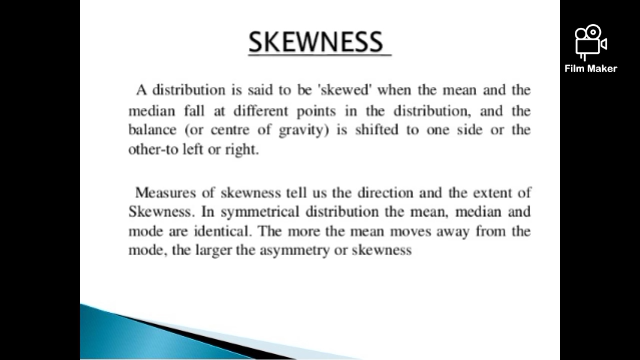 SKEWNESS
A distribution is said to be 'skewed' when the mean and the
median fall at different points in the distribution, and the
balance (or centre of gravity) is shifted to one side or the
other-to left or right.
Measures of skewness tell us the direction and the extent of
Skewness. In symmetrical distribution the mean, median and
mode are identical. The more the mean moves away from the
mode, the larger the asymmetry or skewness
Film Maker